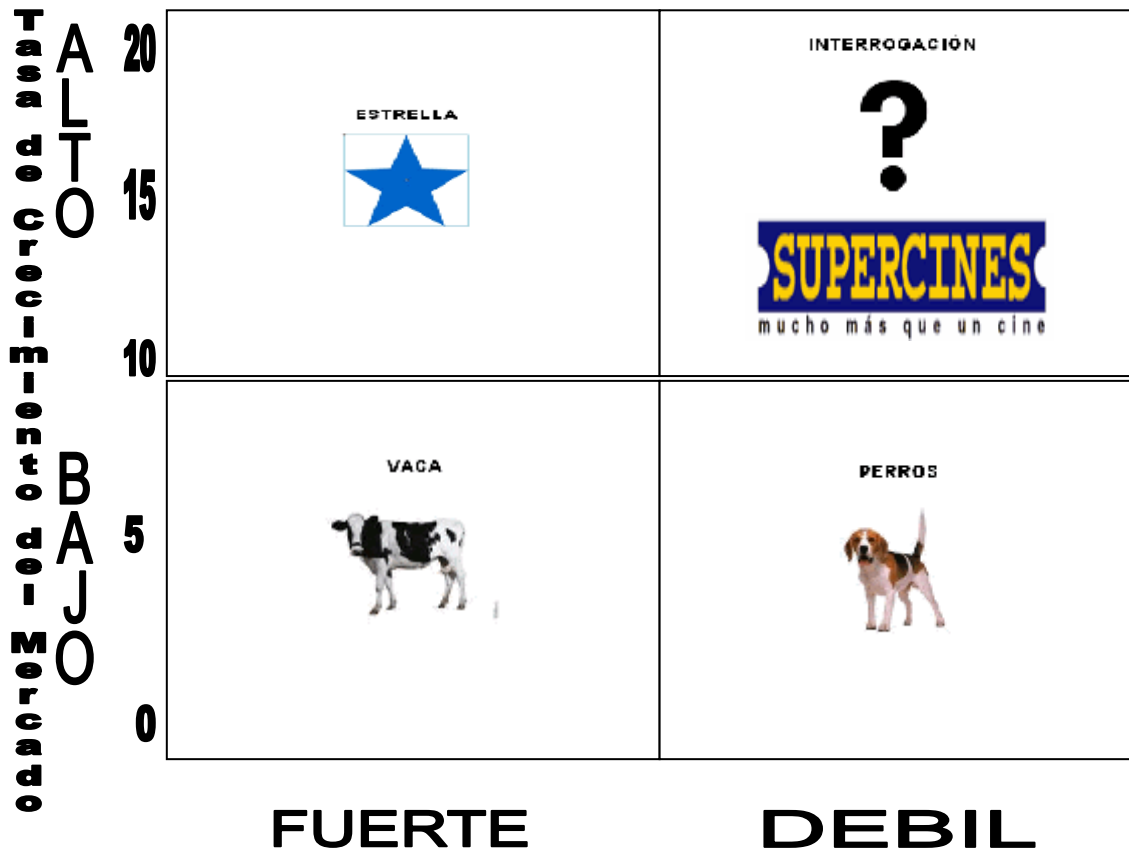 Tasa de Crecimiento del Mercado
ALTO
BAJO
20
15
10
5
0
ESTRELLA
INTERROGACIÓN
?
SUPERCINES
mucho más que un cine
VACA
PERROS
FUERTE
DEBIL